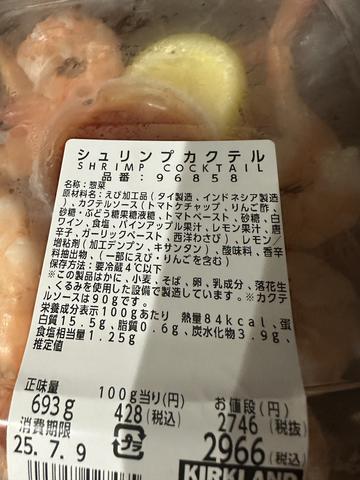 シュリンプカクテル
SHRIMP COCKTAIL
品番:96858
名称:惣菜
原材料名:えび加工品(タイ製造、インドネシア製造
)、カクテルソース(トマトケチャップ、りんご酢、
砂糖・ぶどう糖果糖液糖、トマトペースト、砂糖、白
ワイン、食塩、パインアップル果汁、レモン果汁、唐
辛子、ガーリックペースト、西洋わさび)、レモン/
増粘剤(加工デンプン、キサンタン)、酸味料、香辛
料抽出物、(一部にえび・りんごを含む)
保存方法:要冷蔵4℃以下
※この製品はかに、小麦、そば、卵、乳成分、落花生
、くるみを使用した設備で製造しています。※カクテ
ルソースは90gです。
栄養成分表示100gあたり 熱量84kcal、蛋
白質15.5g、脂質0.6g、炭水化物3.9g、
食塩相当量1.25g
推定値
正味量 100g当り(円) お値段(円)
693g 428(税込) 2746(税抜)
消費期限 2966(税込)
25.7.9 プラ
KIRKLAND